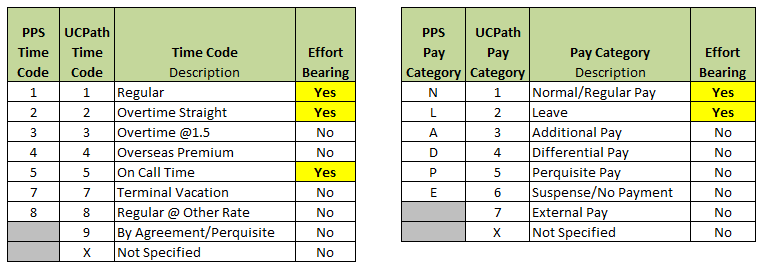 PPS Time Code UCPath Time Code Time Code Description Effort Bearing
1 1 Regular Yes
2 2 Overtime Straight Yes
3 3 Overtime @1.5 No
4 4 Overseas Premium No
5 5 On Call Time Yes
7 7 Terminal Vacation No
8 8 Regular @ Other Rate No
9 By Agreement/Perquisite No
X Not Specified No
PPS Pay Category UCPath Pay Category Pay Category Description Effort Bearing
N 1 Normal/Regular Pay Yes
L 2 Leave Yes
A 3 Additional Pay No
D 4 Differential Pay No
P 5 Perquisite Pay No
E 6 Suspense/No Payment No
7 External Pay No
X Not Specified No